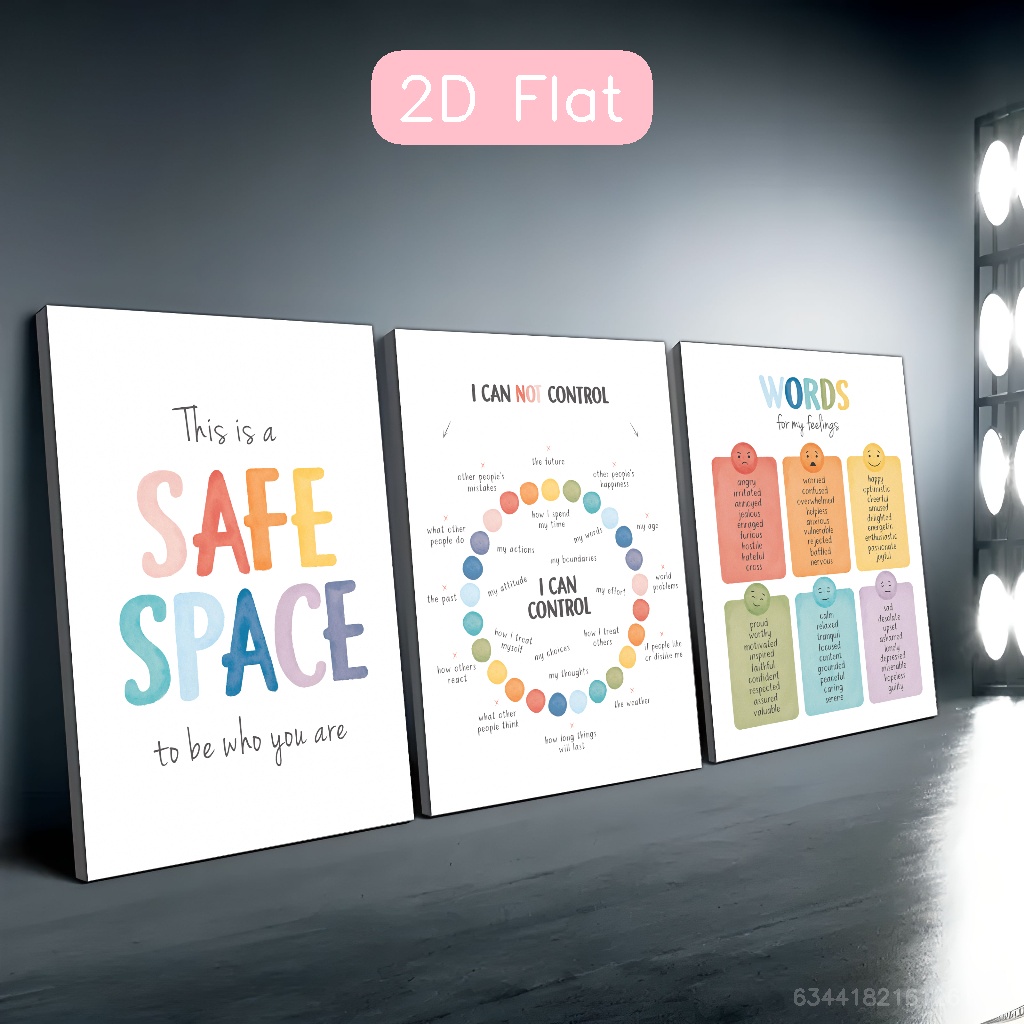 2D Flat
This is a
SAFE
SPACE
to be who you are
I CAN NOT CONTROL
the future
other people's
mistakes
other people's
happiness
what other
people do
my age
the past
world
problems
how others
react
if people like
or dislike me
what other
people think
the weather
how long things
will last
how i spend
my time
my words
my actions
my boundaries
my attitude
my effort
I CAN
CONTROL
how i treat
myself
how i treat
others
my choices
my thoughts
WORDS
for my feelings
angry
irritated
annoyed
jealous
enraged
furious
hostile
hateful
cross
worried
confused
overwhelmed
helpless
anxious
vulnerable
rejected
baffled
nervous
happy
optimistic
cheerful
amused
delighted
energetic
enthusiastic
passionate
joyful
proud
worthy
motivated
inspired
faithful
confident
respected
assured
valuable
calm
relaxed
tranquil
focused
content
grounded
peaceful
caring
serene
sad
desolate
upset
ashamed
lonely
depressed
miserable
hopeless
guilty